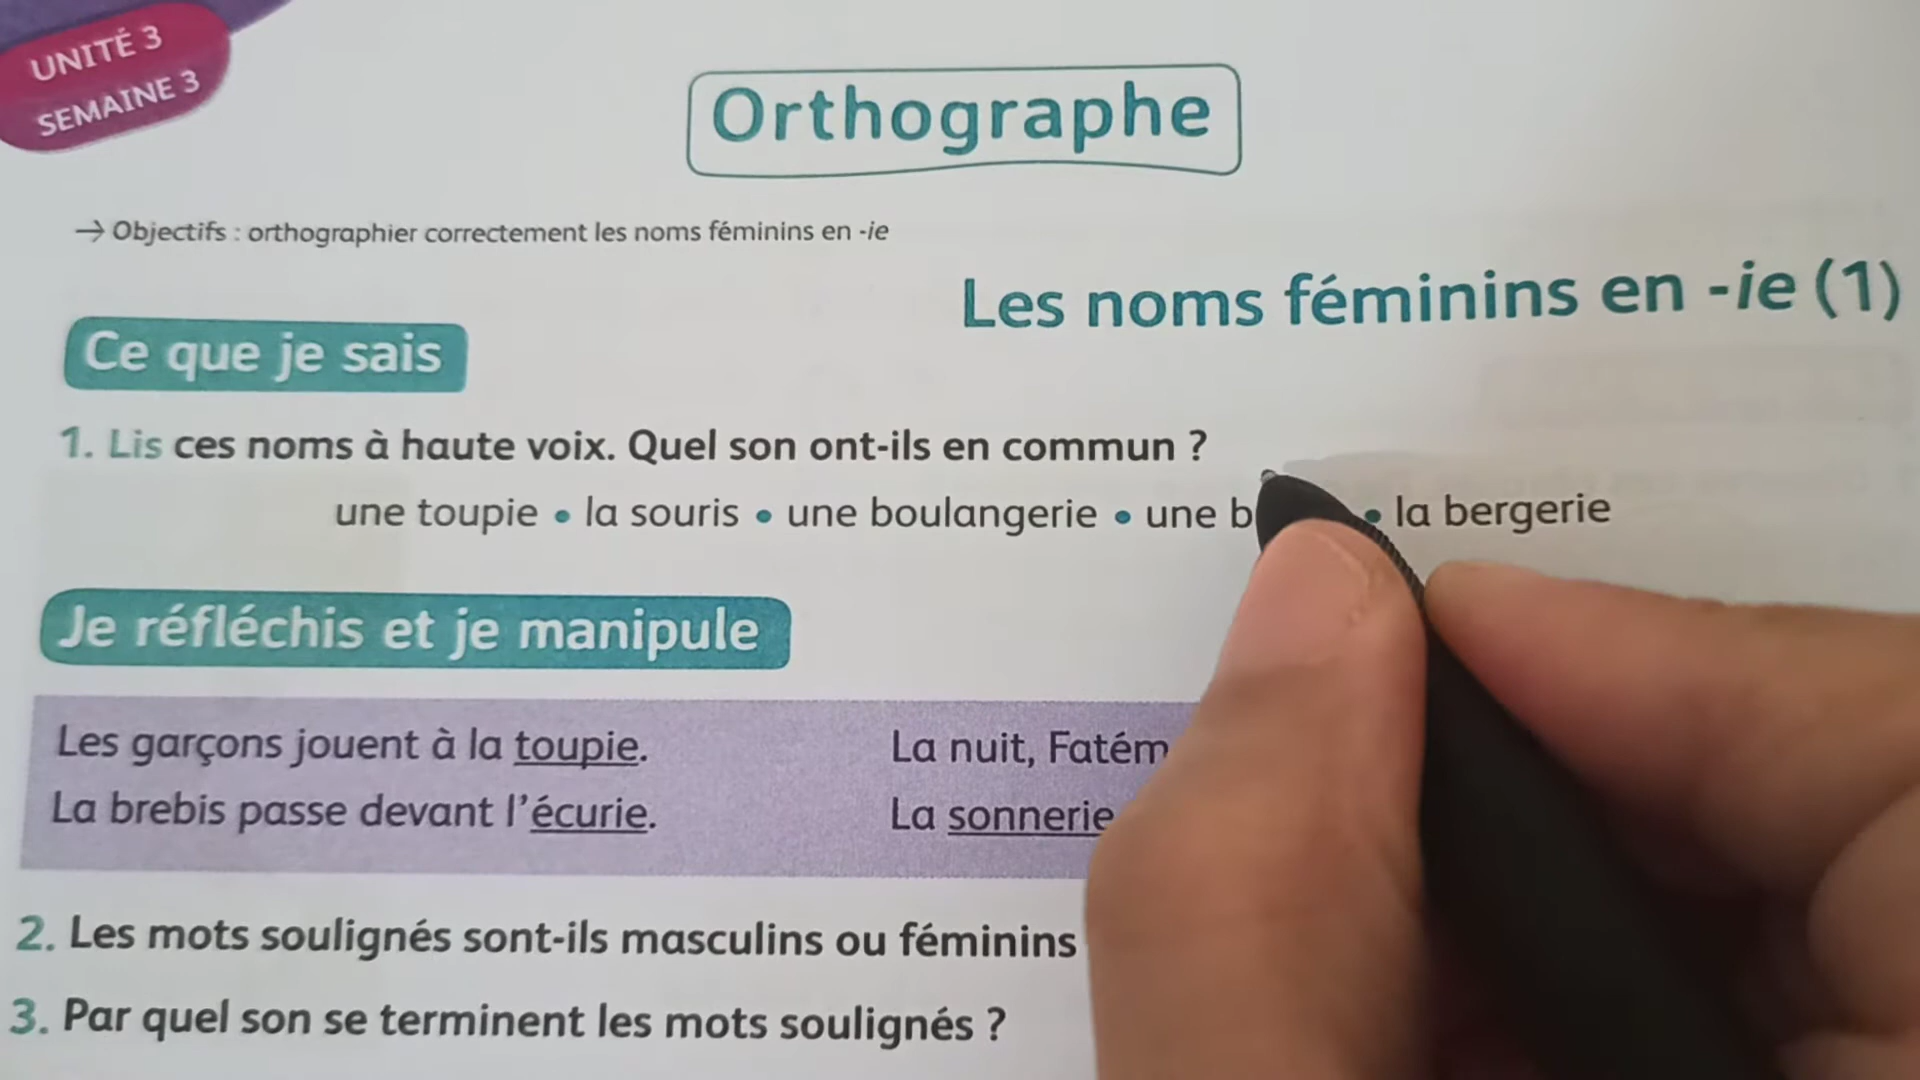 UNITÉ 3
SEMAINE 3
Orthographe
→ Objectifs : orthographier correctement les noms féminins en -ie
Les noms féminins en -ie (1)
Ce que je sais
1. Lis ces noms à haute voix. Quel son ont-ils en commun ?
une toupie • la souris • une boulangerie • une • la bergerie
Je réfléchis et je manipule
Les garçons jouent à la toupie.
La nuit,
La brebis passe devant l'écurie.
La sonnerie
2. Les mots soulignés sont-ils masculins ou féminins
3. Par quel son se terminent les mots soulignés ?